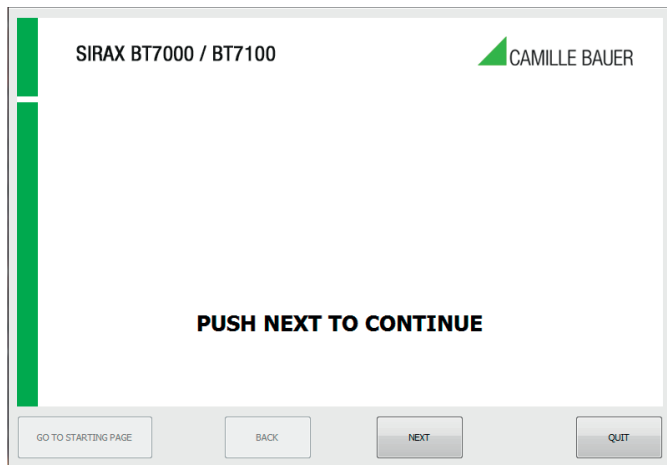 SIRAX BT7000 / BT7100
CAMILLE BAUER
PUSH NEXT TO CONTINUE
GO TO STARTING PAGE
BACK
NEXT
QUIT